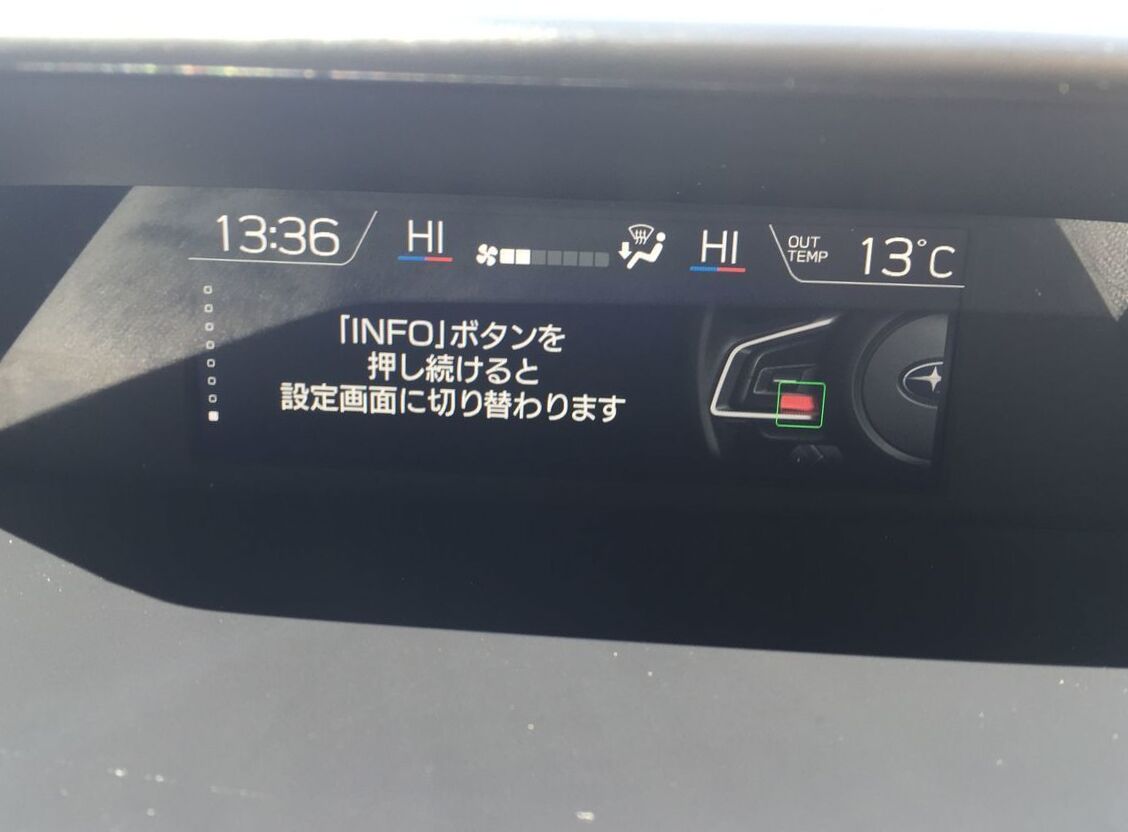 13:36
HI
HI
OUT
TEMP
13°C
「INFO」ボタンを
押し続けると
設定画面に切り替わります